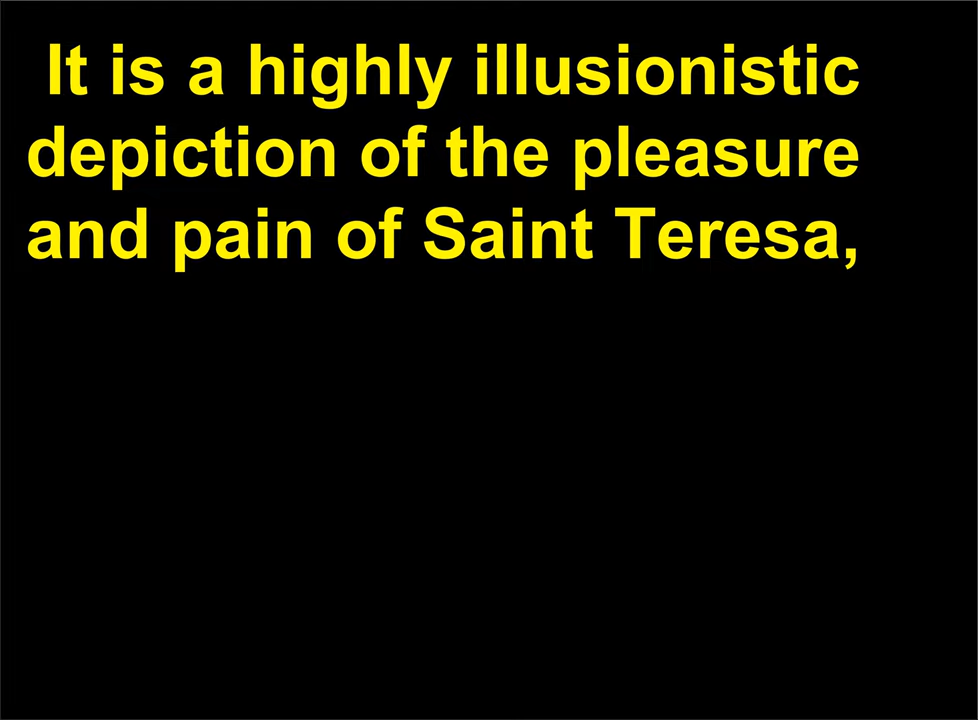 It is a highly illusionistic
depiction of the pleasure
and pain of Saint Teresa,